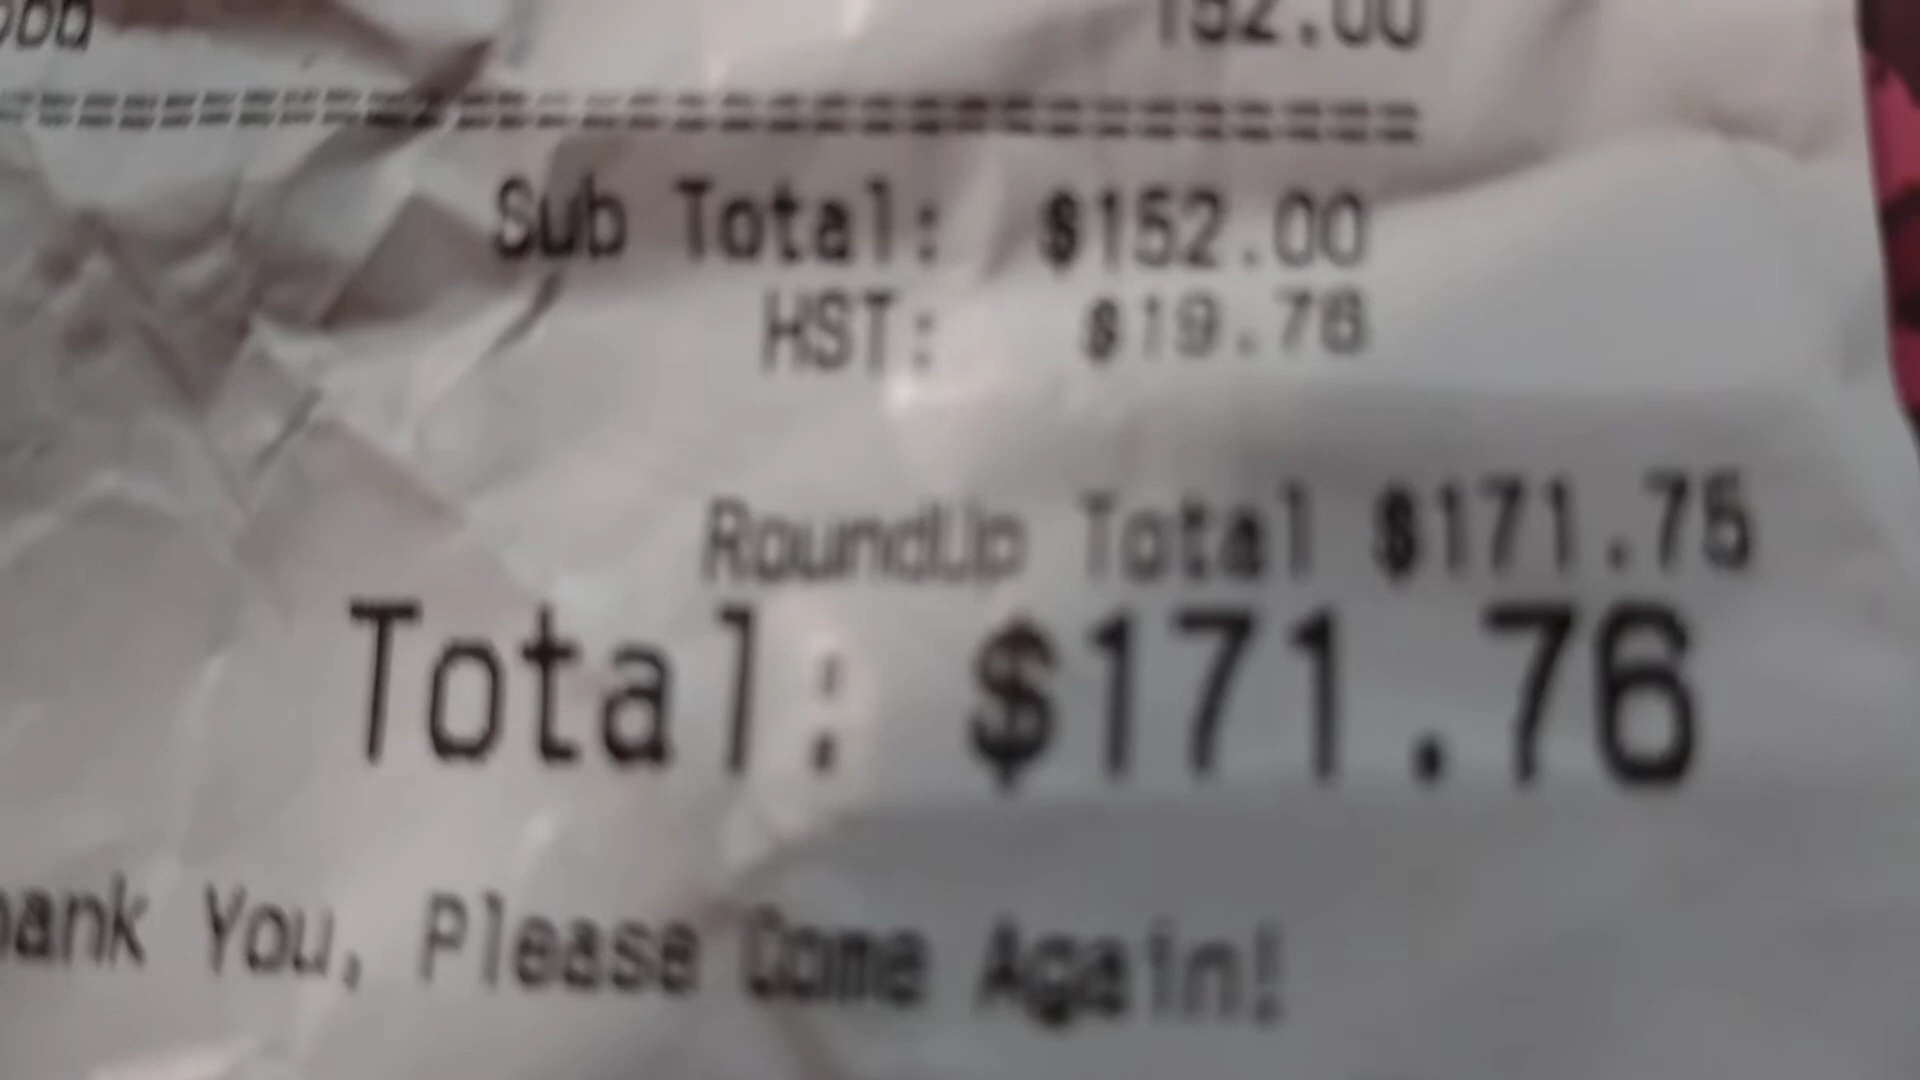 152.00
================================
Sub Total: $152.00
HST: $19.76
RoundUp Total $171.75
Total: $171.76
ank You, Please Come Again!